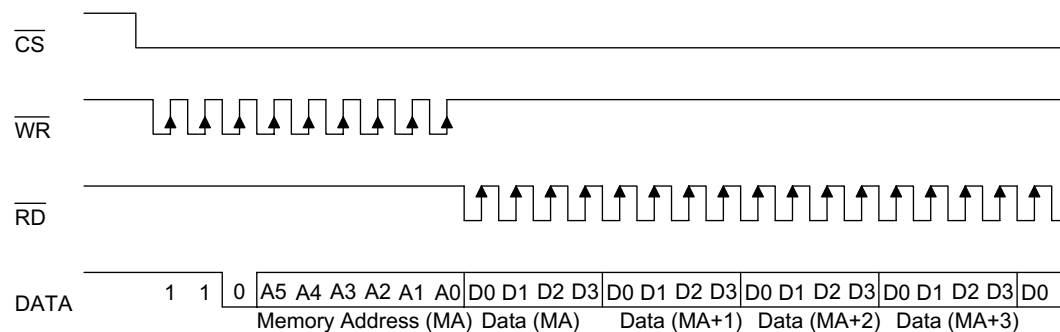 CS
WR
RD
DATA 1 1 0 A5 A4 A3 A2 A1 A0 D0 D1 D2 D3 D0 D1 D2 D3 D0 D1 D2 D3 D0 D1 D2 D3 D0
Memory Address (MA) Data (MA) Data (MA+1) Data (MA+2) Data (MA+3)